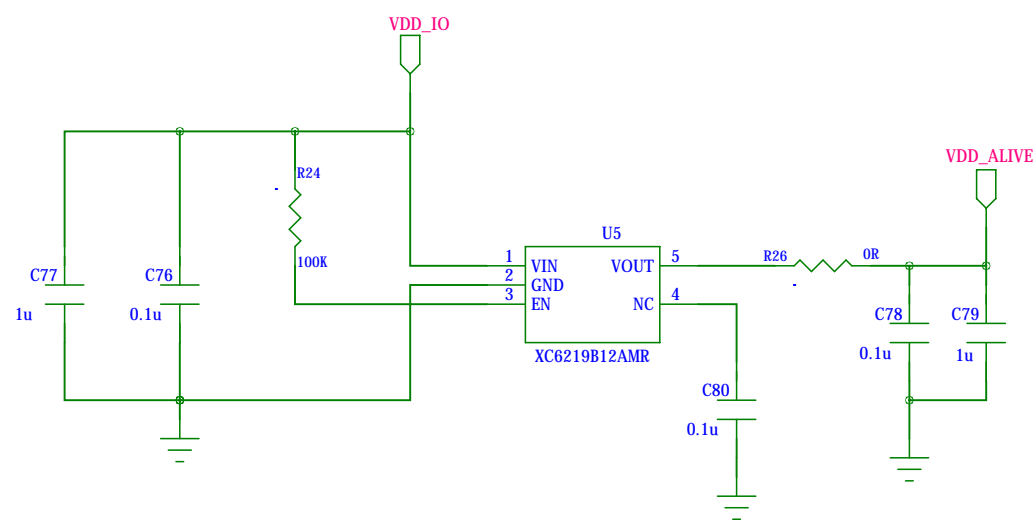 VDD_IO
VDD_ALIVE
R24
-
100K
C77
1u
C76
0.1u
U5
1 VIN VOUT 5
2 GND
3 EN NC 4
XC6219B12AMR
R26 0R
-
C78
0.1u
C79
1u
C80
0.1u